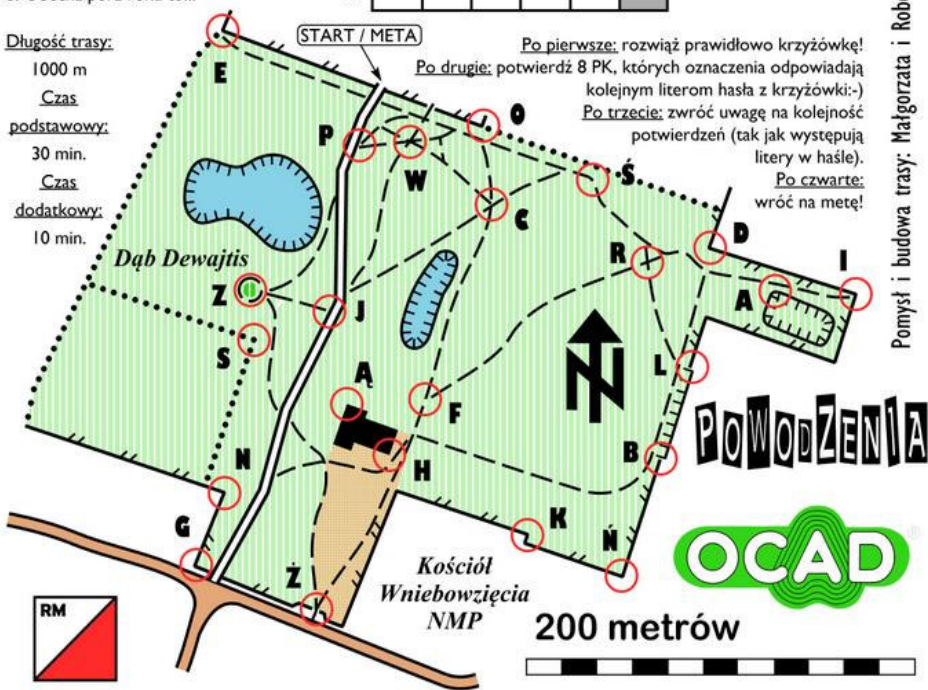 Długość trasy:
1000 m
Czas
podstawowy:
30 min.
Czas
dodatkowy:
10 min.
START / META
Po pierwsze: rozwiąż prawidłowo krzyżówkę!
Po drugie: potwierdź 8 PK, których oznaczenia odpowiadają
kolejnym literom hasła z krzyżówki:-)
Po trzecie: zwróć uwagę na kolejność
potwierdzeń (tak jak występują
litery w haśle).
Po czwarte:
wróć na metę!
Pomysł i budowa trasy: Małgorzata i
E
P
W
O
C
Ś
D
I
R
A
Dąb Dewajtis
Z
J
S
Ą
F
L
N
H
B
G
K
Ń
Ż
N
Kościół
Wniebowzięcia
NMP
POWODZENIA
OCAD
®
RM
200 metrów